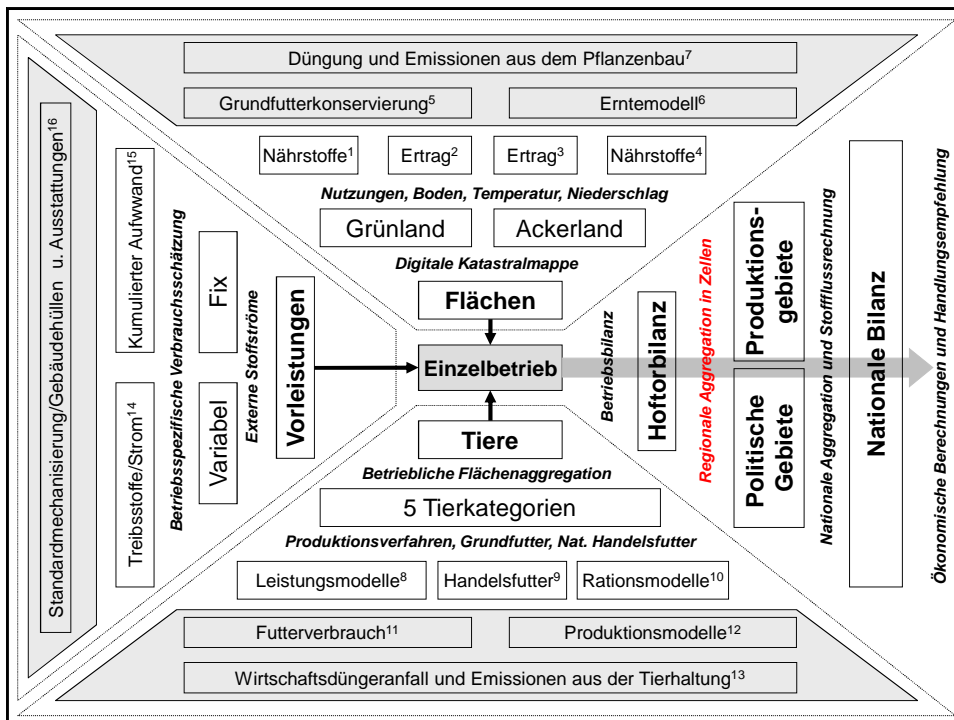 Düngung und Emissionen aus dem Pflanzenbau⁷
Grundfutterkonservierung⁵
Erntemodell⁶
Nährstoffe¹
Ertrag²
Ertrag³
Nährstoffe⁴
Nutzungen, Boden, Temperatur, Niederschlag
Grünland
Ackerland
Digitale Katastralmappe
Flächen
Standardmechanisierung/Gebäudehüllen u. Ausstattungen¹⁶
Kumulierter Aufwwand¹⁵
Treibsstoffe/Strom¹⁴
Betriebsspezifische Verbrauchsschätzung
Fix
Variabel
Externe Stoffströme
Vorleistungen
Einzelbetrieb
Betriebsbilanz
Hoftorbilanz
Regionale Aggregation in Zellen
Produktions-
gebiete
Politische
Gebiete
Nationale Aggregation und Stoffflussrechnung
Nationale Bilanz
Ökonomische Berechnungen und Handlungsempfehlung
Tiere
Betriebliche Flächenaggregation
5 Tierkategorien
Produktionsverfahren, Grundfutter, Nat. Handelsfutter
Leistungsmodelle⁸
Handelsfutter⁹
Rationsmodelle¹⁰
Futterverbrauch¹¹
Produktionsmodelle¹²
Wirtschaftsdüngeranfall und Emissionen aus der Tierhaltung¹³